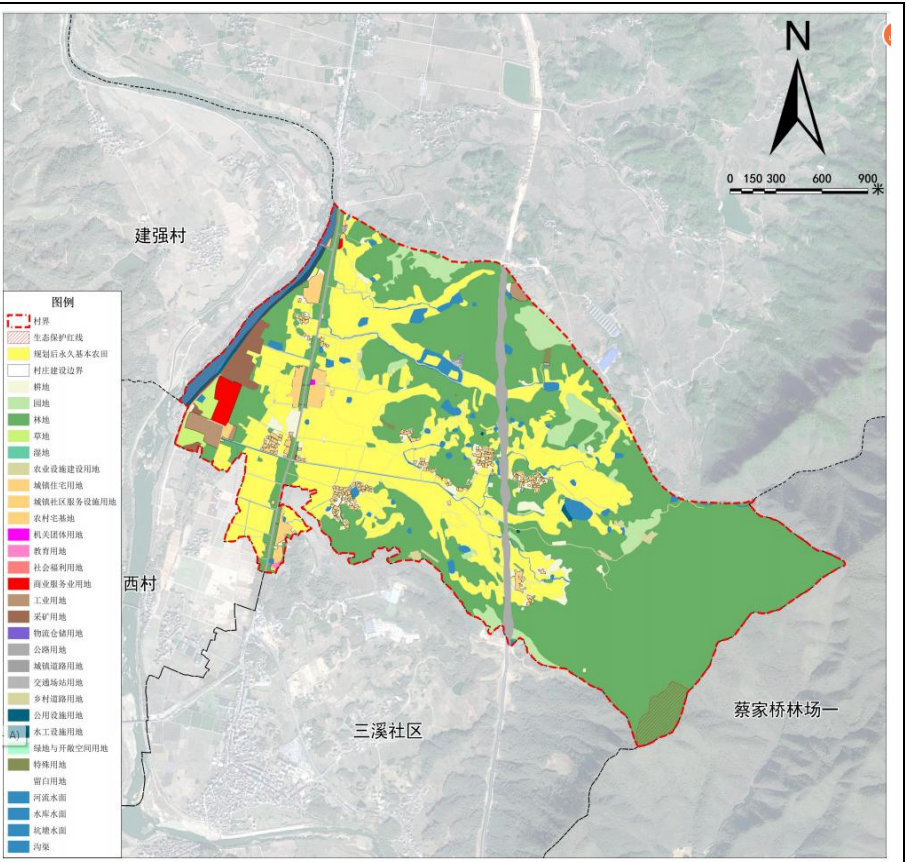 N
0 150 300 600 900
米
建强村
图例
村界
生态保护红线
规划后永久基本农田
村庄建设边界
耕地
园地
林地
草地
湿地
农业设施建设用地
城镇住宅用地
城镇社区服务设施用地
农村宅基地
机关团体用地
教育用地
社会福利用地
商业服务业用地
工业用地
采矿用地
物流仓储用地
公路用地
城镇道路用地
交通场站用地
乡村道路用地
公用设施用地
水工设施用地
绿地与开敞空间用地
特殊用地
留白用地
河流水面
水库水面
坑塘水面
沟渠
A)
西村
三溪社区
蔡家桥林场一